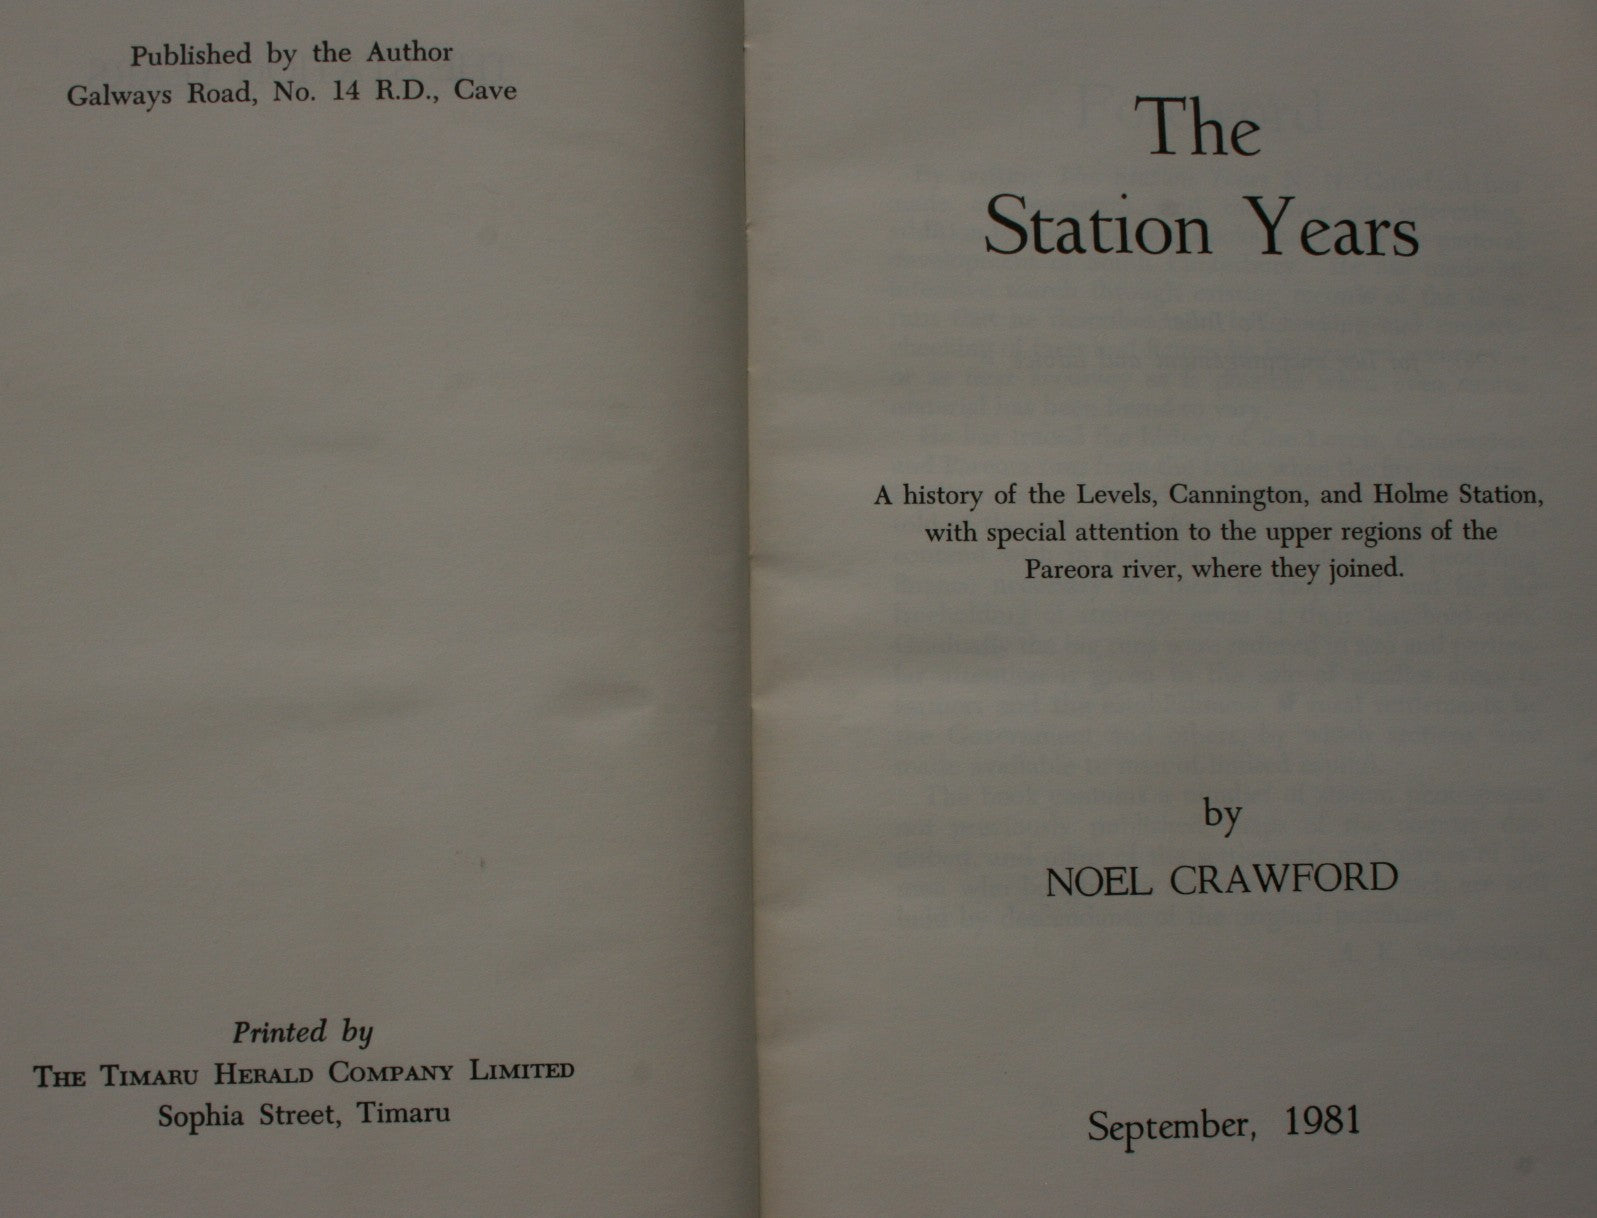 Published by the Author
Galways Road, No. 14 R.D., Cave
Printed by
THE TIMARU HERALD COMPANY LIMITED
Sophia Street, Timaru
The
Station Years
A history of the Levels, Cannington, and Holme Station,
with special attention to the upper regions of the
Pareora river, where they joined.
by
NOEL CRAWFORD
September, 1981